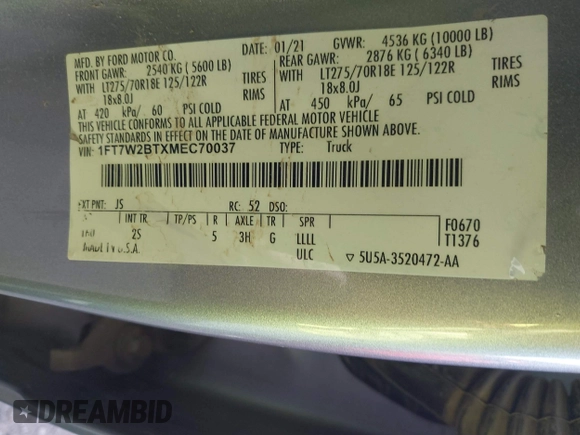 MFD. BY FORD MOTOR CO.
DATE: 01/21 GVWR: 4536 KG (10000 LB)
FRONT GAWR: 2540 KG ( 5600 LB) REAR GAWR: 2876 KG ( 6340 LB)
WITH LT275/70R18E 125/122R TIRES WITH LT275/70R18E 125/122R TIRES
18x8.0J RIMS 18x8.0J RIMS
AT 420 kPa/ 60 PSI COLD AT 450 kPa/ 65 PSI COLD
THIS VEHICLE CONFORMS TO ALL APPLICABLE FEDERAL MOTOR VEHICLE
SAFETY STANDARDS IN EFFECT ON THE DATE OF MANUFACTURE SHOWN ABOVE.
VIN: 1FT7W2BTXMEC70037 TYPE: Truck
EXT PNT: JS RC: 52 DSO:
INT TR TP/PS R AXLE TR SPR F0670
160 2S 5 3H G LLLL T1376
MADE IN U.S.A. ULC ▽ 5U5A-3520472-AA
DREAMBID